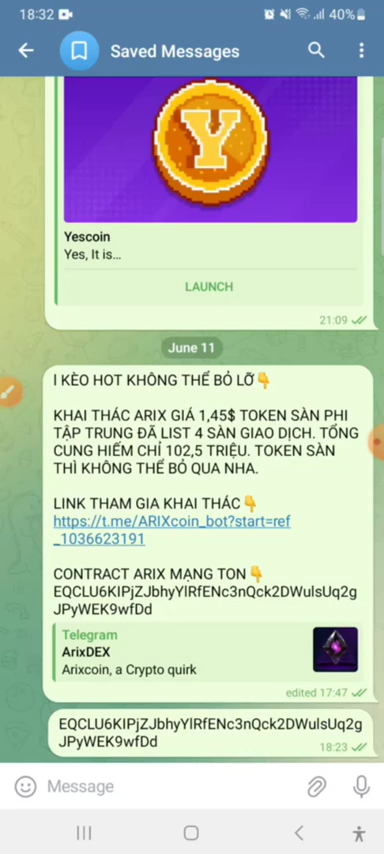 18:32
40%
Saved Messages
Y
Yescoin
Yes, It is...
LAUNCH
21:09
June 11
I KÈO HOT KHÔNG THỂ BỎ LỠ👇
KHAI THÁC ARIX GIÁ 1,45$ TOKEN SÀN PHI
TẬP TRUNG ĐÃ LIST 4 SÀN GIAO DỊCH. TỔNG
CUNG HIẾM CHỈ 102,5 TRIỆU. TOKEN SÀN
THÌ KHÔNG THỂ BỎ QUA NHA.
LINK THAM GIA KHAI THÁC👇
https://t.me/ARIXcoin_bot?start=ref
_1036623191
CONTRACT ARIX MẠNG TON👇
EQCLU6KIPjZJbhyYlRfENc3nQck2DWulsUq2g
JPyWEK9wfDd
Telegram
ArixDEX
Arixcoin, a Crypto quirk
edited 17:47
EQCLU6KIPjZJbhyYlRfENc3nQck2DWulsUq2g
JPyWEK9wfDd
18:23
Message